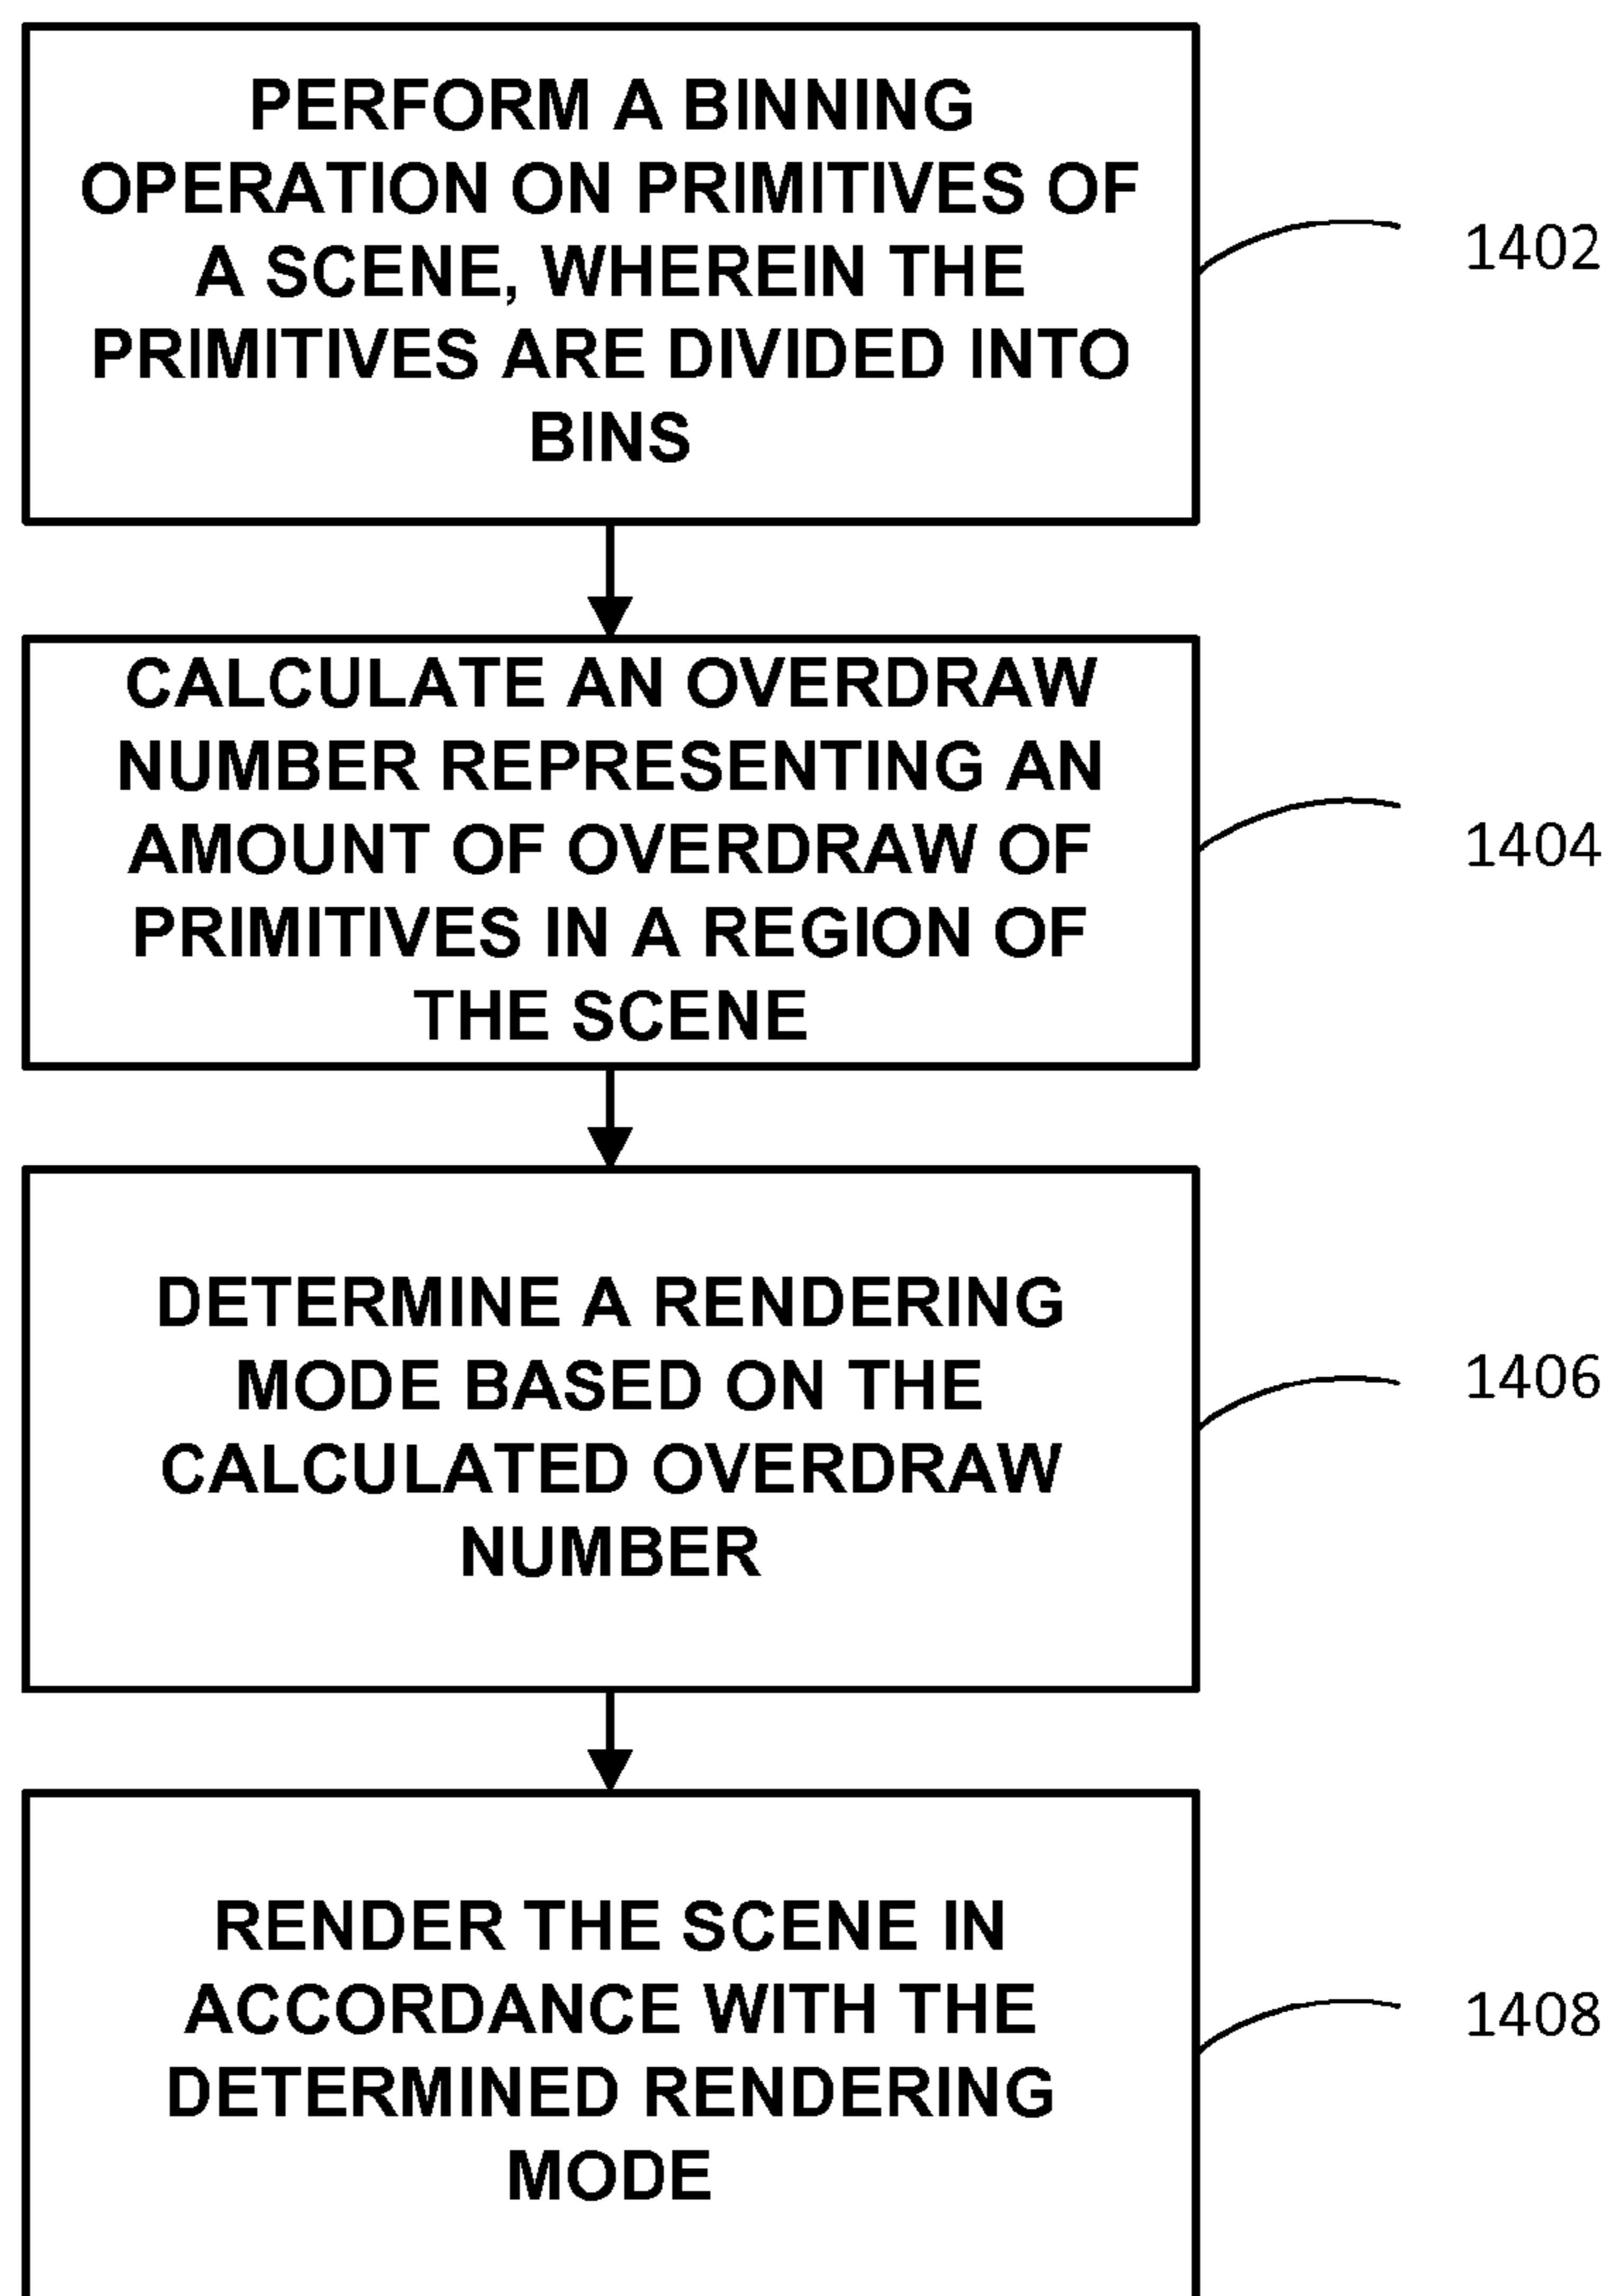 PERFORM A BINNING
OPERATION ON PRIMITIVES OF
A SCENE, WHEREIN THE
PRIMITIVES ARE DIVIDED INTO
BINS
1402
CALCULATE AN OVERDRAW
NUMBER REPRESENTING AN
AMOUNT OF OVERDRAW OF
PRIMITIVES IN A REGION OF
THE SCENE
1404
DETERMINE A RENDERING
MODE BASED ON THE
CALCULATED OVERDRAW
NUMBER
1406
RENDER THE SCENE IN
ACCORDANCE WITH THE
DETERMINED RENDERING
MODE
1408